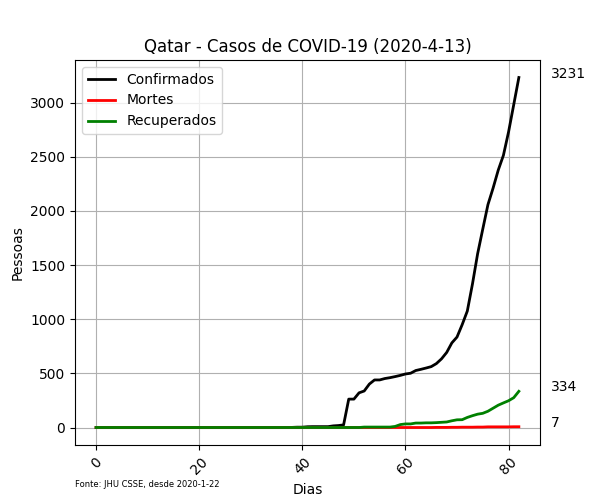 Qatar - Casos de COVID-19 (2020-4-13)
Confirmados
Mortes
Recuperados
3231
334
7
Pessoas
3000
2500
2000
1500
1000
500
0
0
20
40
60
80
Dias
Fonte: JHU CSSE, desde 2020-1-22